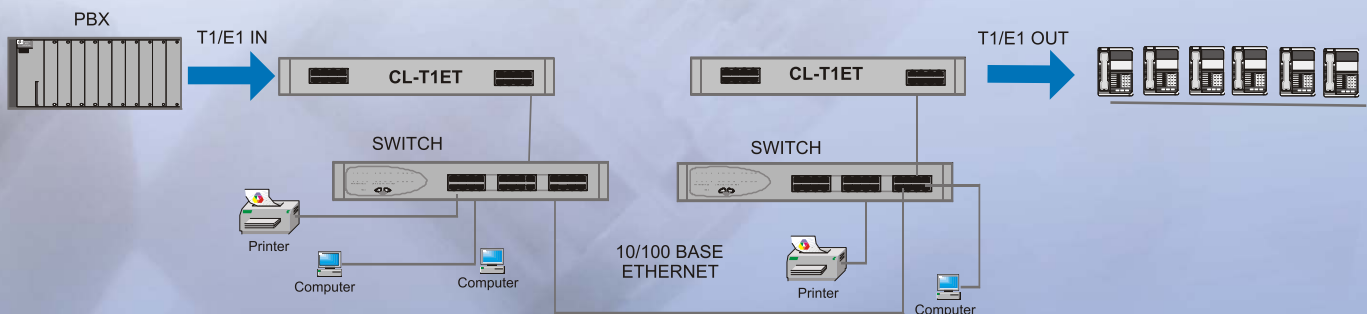 PBX
T1/E1 IN
CL-T1ET
SWITCH
Printer
Computer
Computer
10/100 BASE
ETHERNET
CL-T1ET
T1/E1 OUT
SWITCH
Printer
Computer